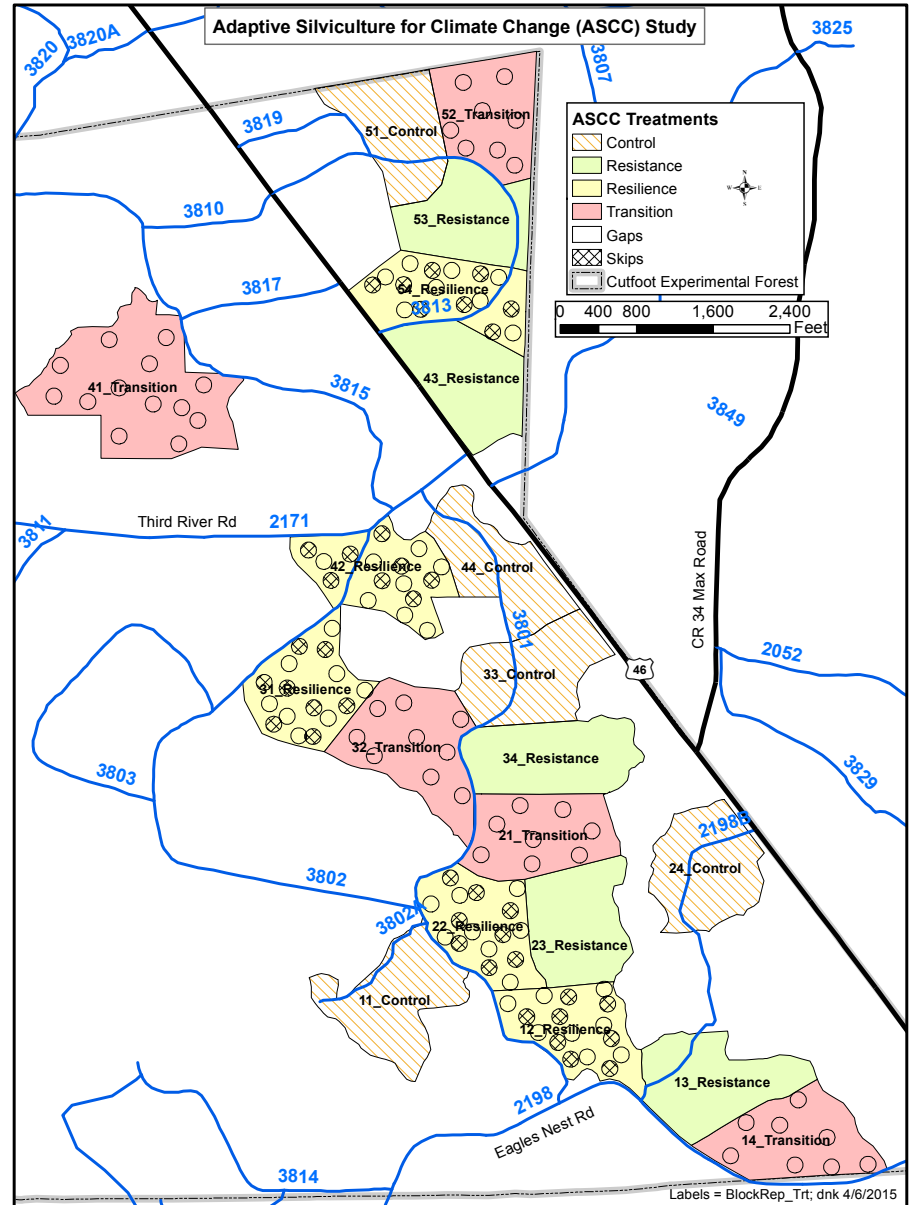 Adaptive Silviculture for Climate Change (ASCC) Study
3820
3820A
3807
3825
3819
52_Transition
51_Control
ASCC Treatments
Control
Resistance
Resilience
Transition
Gaps
Skips
Cutfoot Experimental Forest
N
W
E
S
3810
53_Resistance
3817
54_Resilience
3813
0 400 800 1,600 2,400
Feet
41_Transition
3815
43_Resistance
3849
3811
Third River Rd
2171
42_Resilience
44_Control
3801
CR 34 Max Road
2052
46
33_Control
31_Resilience
32_Transition
34_Resistance
3803
3829
21_Transition
2198B
24_Control
3802
3802A
22_Resilience
23_Resistance
11_Control
12_Resilience
13_Resistance
2198
Eagles Nest Rd
14_Transition
3814
Labels = BlockRep_Trt; dnk 4/6/2015